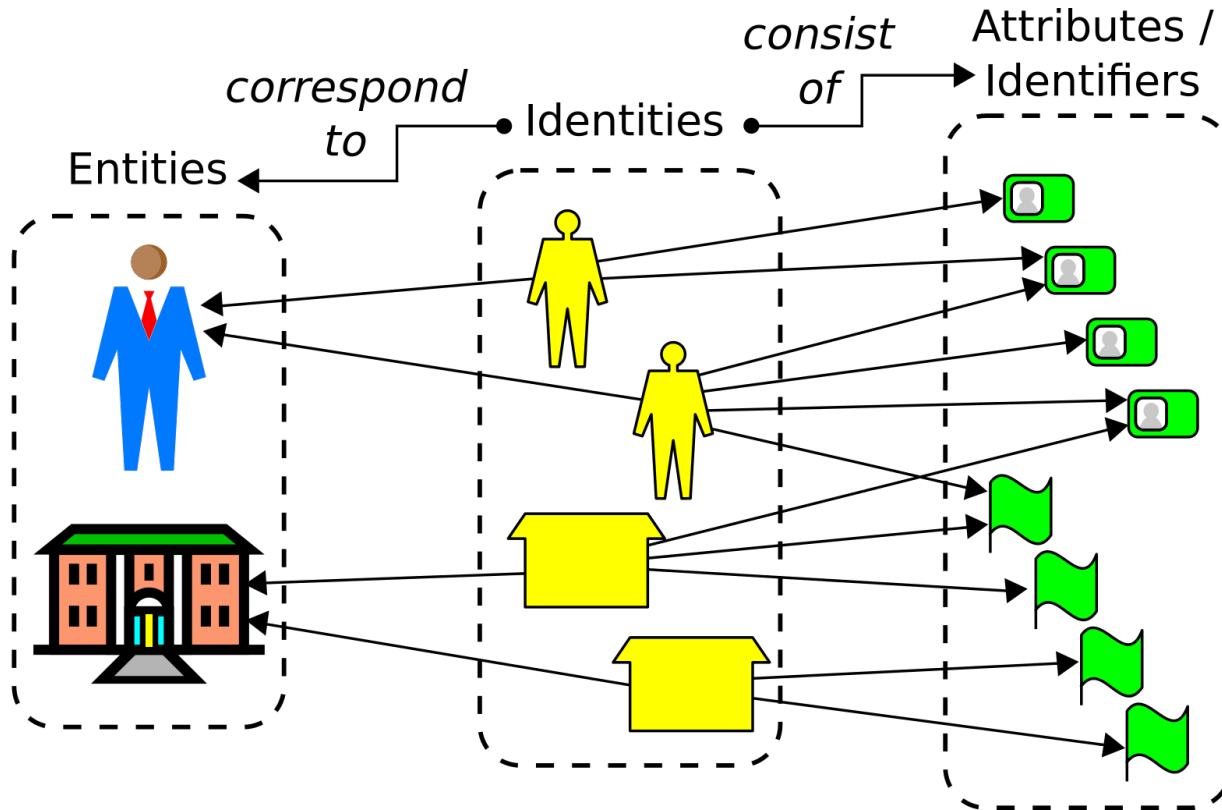 consist
of
Attributes /
Identifiers
correspond
to
Identities
Entities